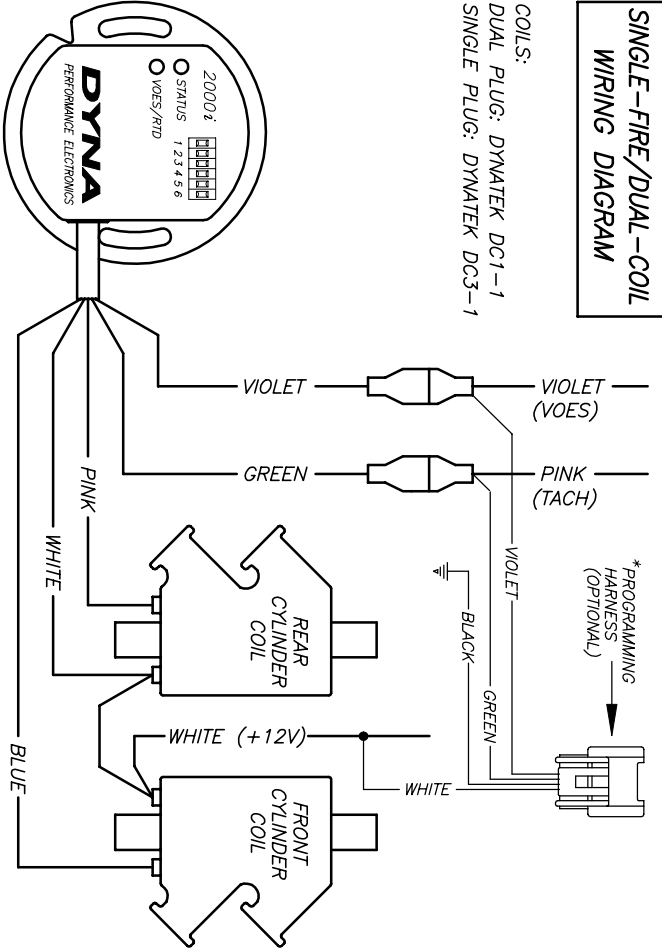 SINGLE-FIRE/DUAL-COIL
WIRING DIAGRAM
COILS:
DUAL PLUG: DYNATEK DC1-1
SINGLE PLUG: DYNATEK DC3-1
2000i
STATUS
VOES/RTD
1 2 3 4 5 6
DYNA
PERFORMANCE ELECTRONICS
VIOLET
VIOLET
(VOES)
GREEN
PINK
(TACH)
*PROGRAMMING
HARNESS
(OPTIONAL)
VIOLET
GREEN
BLACK
WHITE
PINK
WHITE
BLUE
REAR
CYLINDER
COIL
WHITE (+12V)
FRONT
CYLINDER
COIL